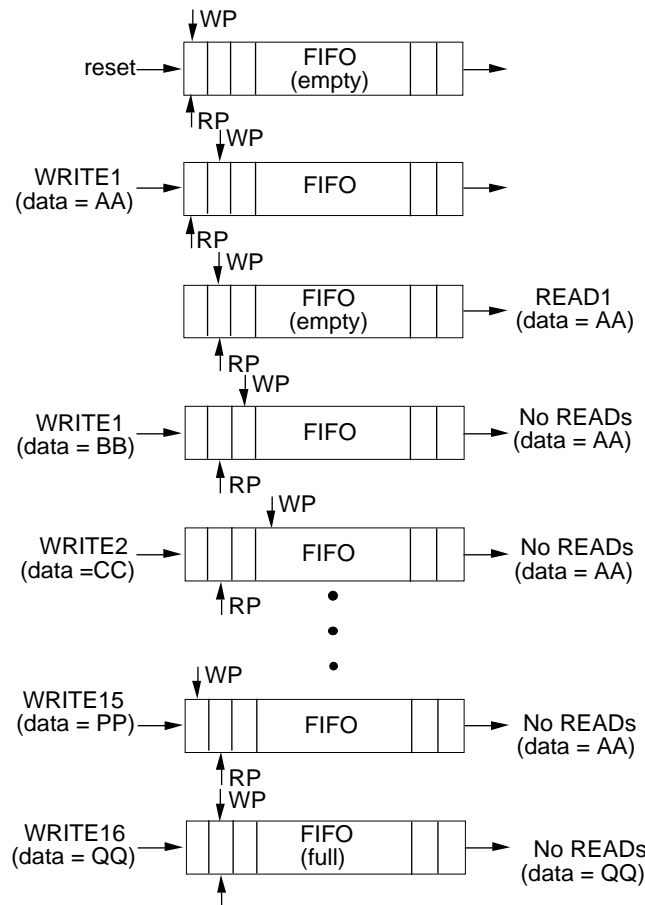 WP
reset
FIFO
(empty)
RP
WP
WRITE1
(data = AA)
FIFO
RP
WP
FIFO
(empty)
READ1
(data = AA)
RP
WP
WRITE1
(data = BB)
FIFO
No READs
(data = AA)
RP
WP
WRITE2
(data =CC)
FIFO
No READs
(data = AA)
RP
WP
WRITE15
(data = PP)
FIFO
No READs
(data = AA)
RP
WP
WRITE16
(data = QQ)
FIFO
(full)
No READs
(data = QQ)